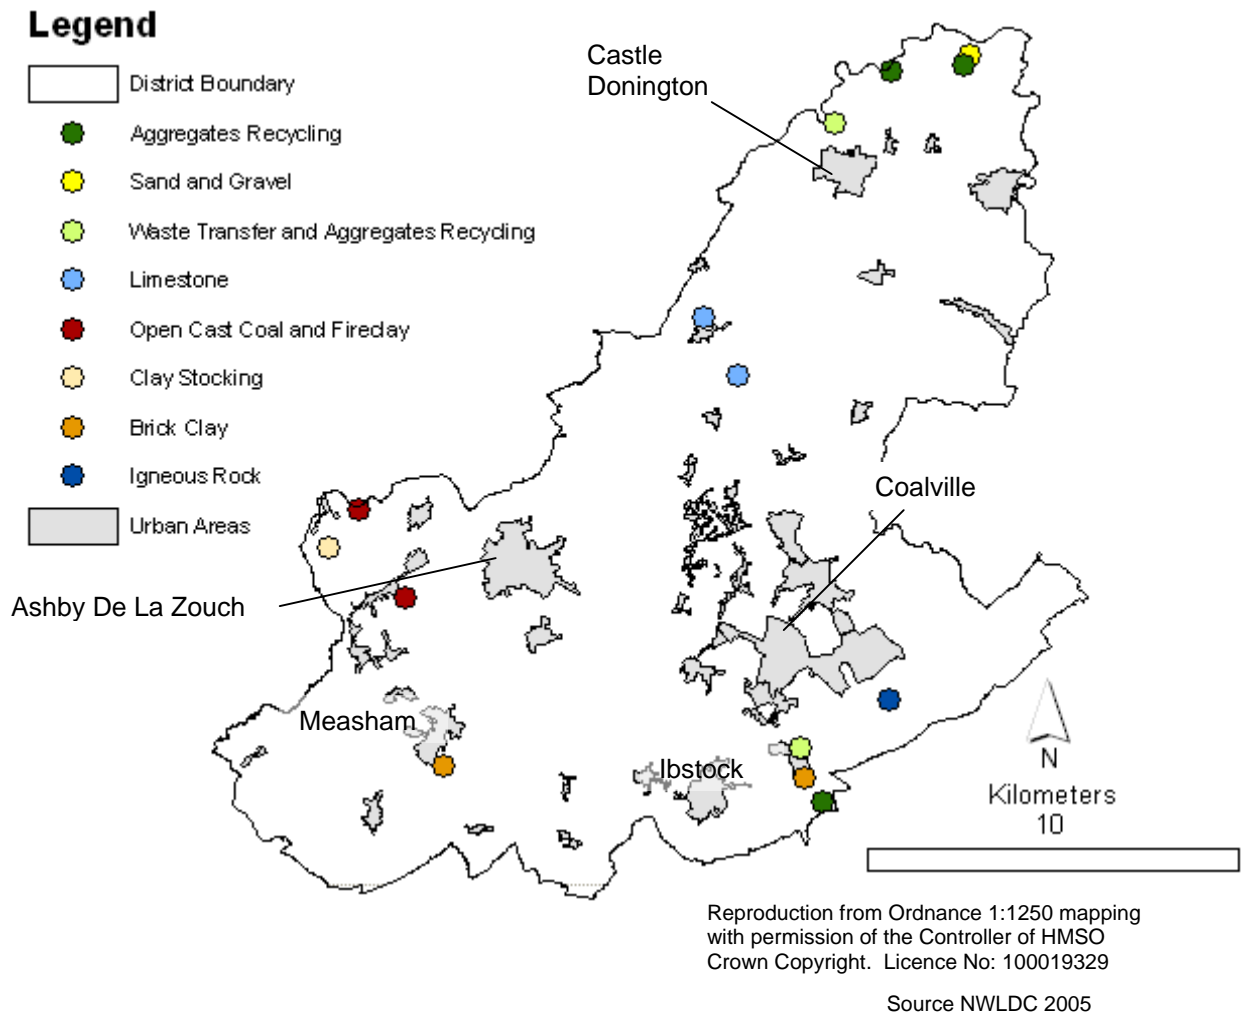 Legend
District Boundary
Aggregates Recycling
Sand and Gravel
Waste Transfer and Aggregates Recycling
Limestone
Open Cast Coal and Fireclay
Clay Stocking
Brick Clay
Igneous Rock
Urban Areas
Castle
Donington
Coalville
Ashby De La Zouch
Measham
Ibstock
N
Kilometers
10
Reproduction from Ordnance 1:1250 mapping
with permission of the Controller of HMSO
Crown Copyright.  Licence No: 100019329
Source NWLDC 2005